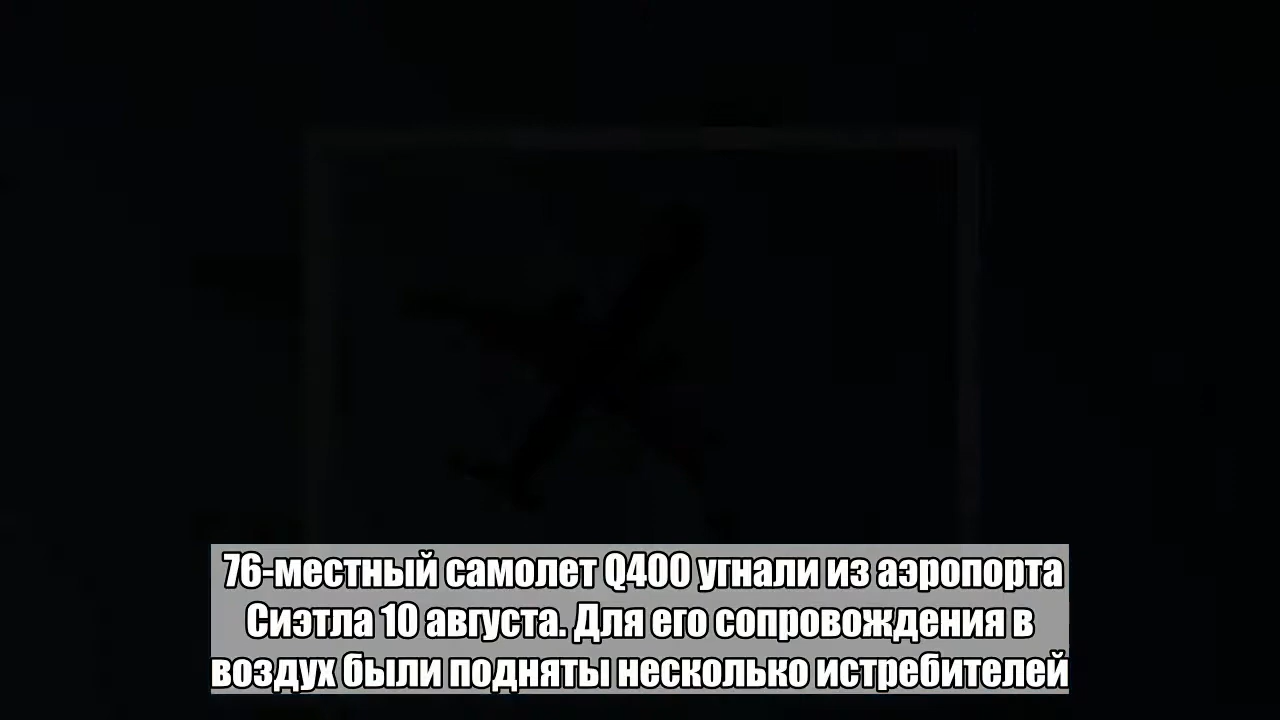 76-местный самолет Q400 угнали из аэропорта
Сиэтла 10 августа. Для его сопровождения в
воздух были подняты несколько истребителей